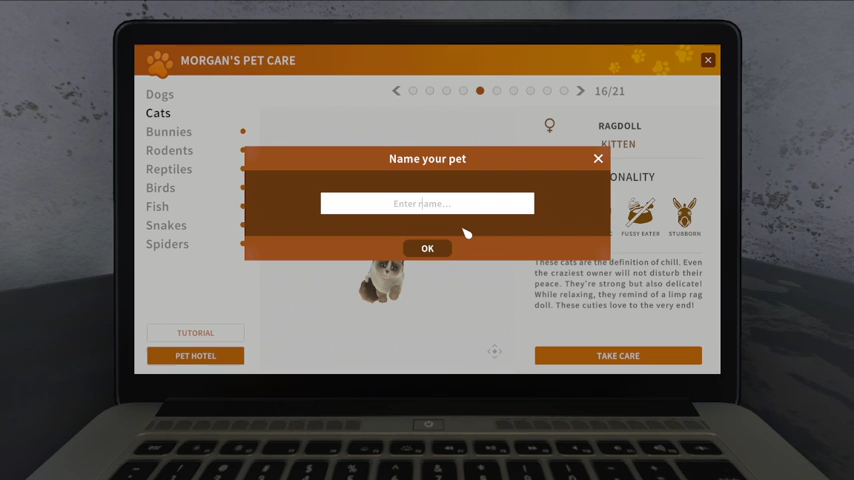 MORGAN'S PET CARE
Dogs
Cats
Bunnies
Rodents
Reptiles
Birds
Fish
Snakes
Spiders
TUTORIAL
PET HOTEL
16/21
RAGDOLL
KITTEN
ONALITY
FUSSY EATER
STUBBORN
These cats are the definition of chill. Even
the craziest owner will not disturb their
peace. They're strong but also delicate!
While relaxing, they remind of a limp rag
doll. These cuties love to the very end!
TAKE CARE
Name your pet
Enter name...
OK